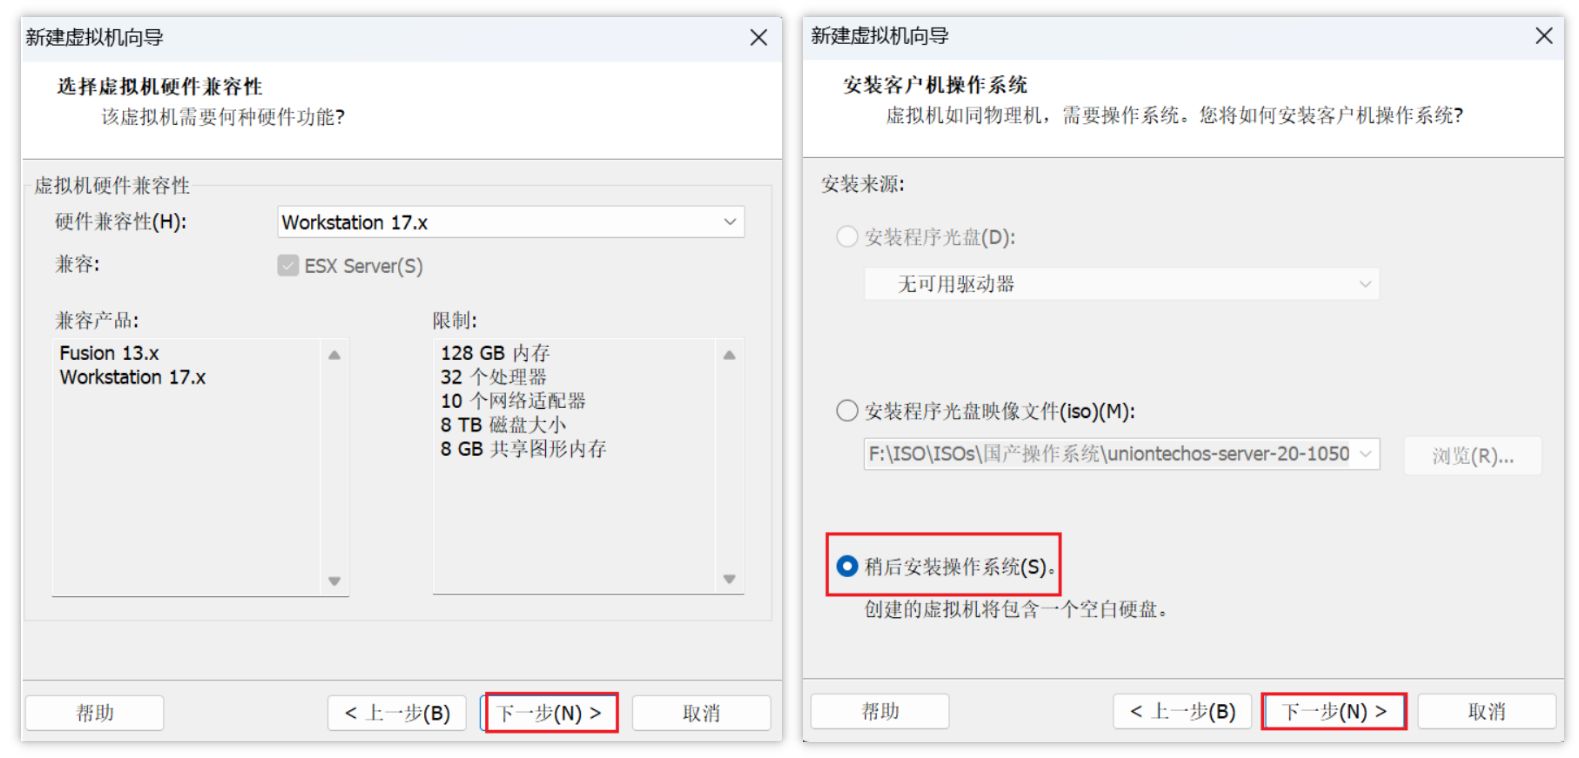 新建虚拟机向导
选择虚拟机硬件兼容性
该虚拟机需要何种硬件功能?
虚拟机硬件兼容性
硬件兼容性(H):
Workstation 17.x
兼容:
ESX Server(S)
兼容产品:
Fusion 13.x
Workstation 17.x
限制:
128 GB 内存
32 个处理器
10 个网络适配器
8 TB 磁盘大小
8 GB 共享图形内存
帮助
< 上一步(B)
下一步(N) >
取消
新建虚拟机向导
安装客户机操作系统
虚拟机如同物理机，需要操作系统。您将如何安装客户机操作系统?
安装来源:
安装程序光盘(D):
无可用驱动器
安装程序光盘映像文件(iso)(M):
F:\ISO\ISOs\国产操作系统\uniontechos-server-20-1050
浏览(R)...
稍后安装操作系统(S)。
创建的虚拟机将包含一个空白硬盘。
帮助
< 上一步(B)
下一步(N) >
取消